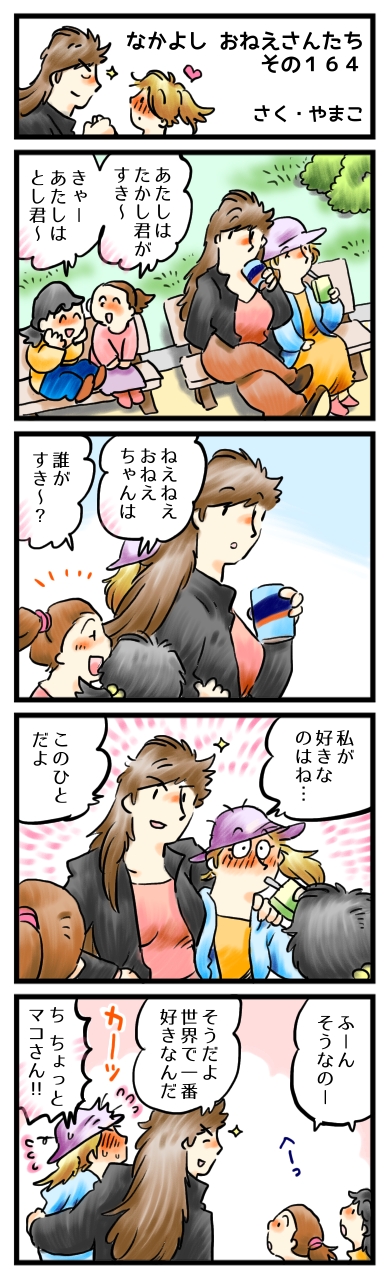 なかよし おねえさんたち
その１６４
さく・やまこ
あたしは
たかし君が
すき～
きゃー
あたしは
とし君～
ねえねえ
おねえ
ちゃんは
誰が
すき～？
私が
好きな
のはね…
このひと
だよ
ふーん
そうなのー
へーっ
そうだよ
世界で一番
好きなんだ
カーッ
ち ちょっと
マコさん!!